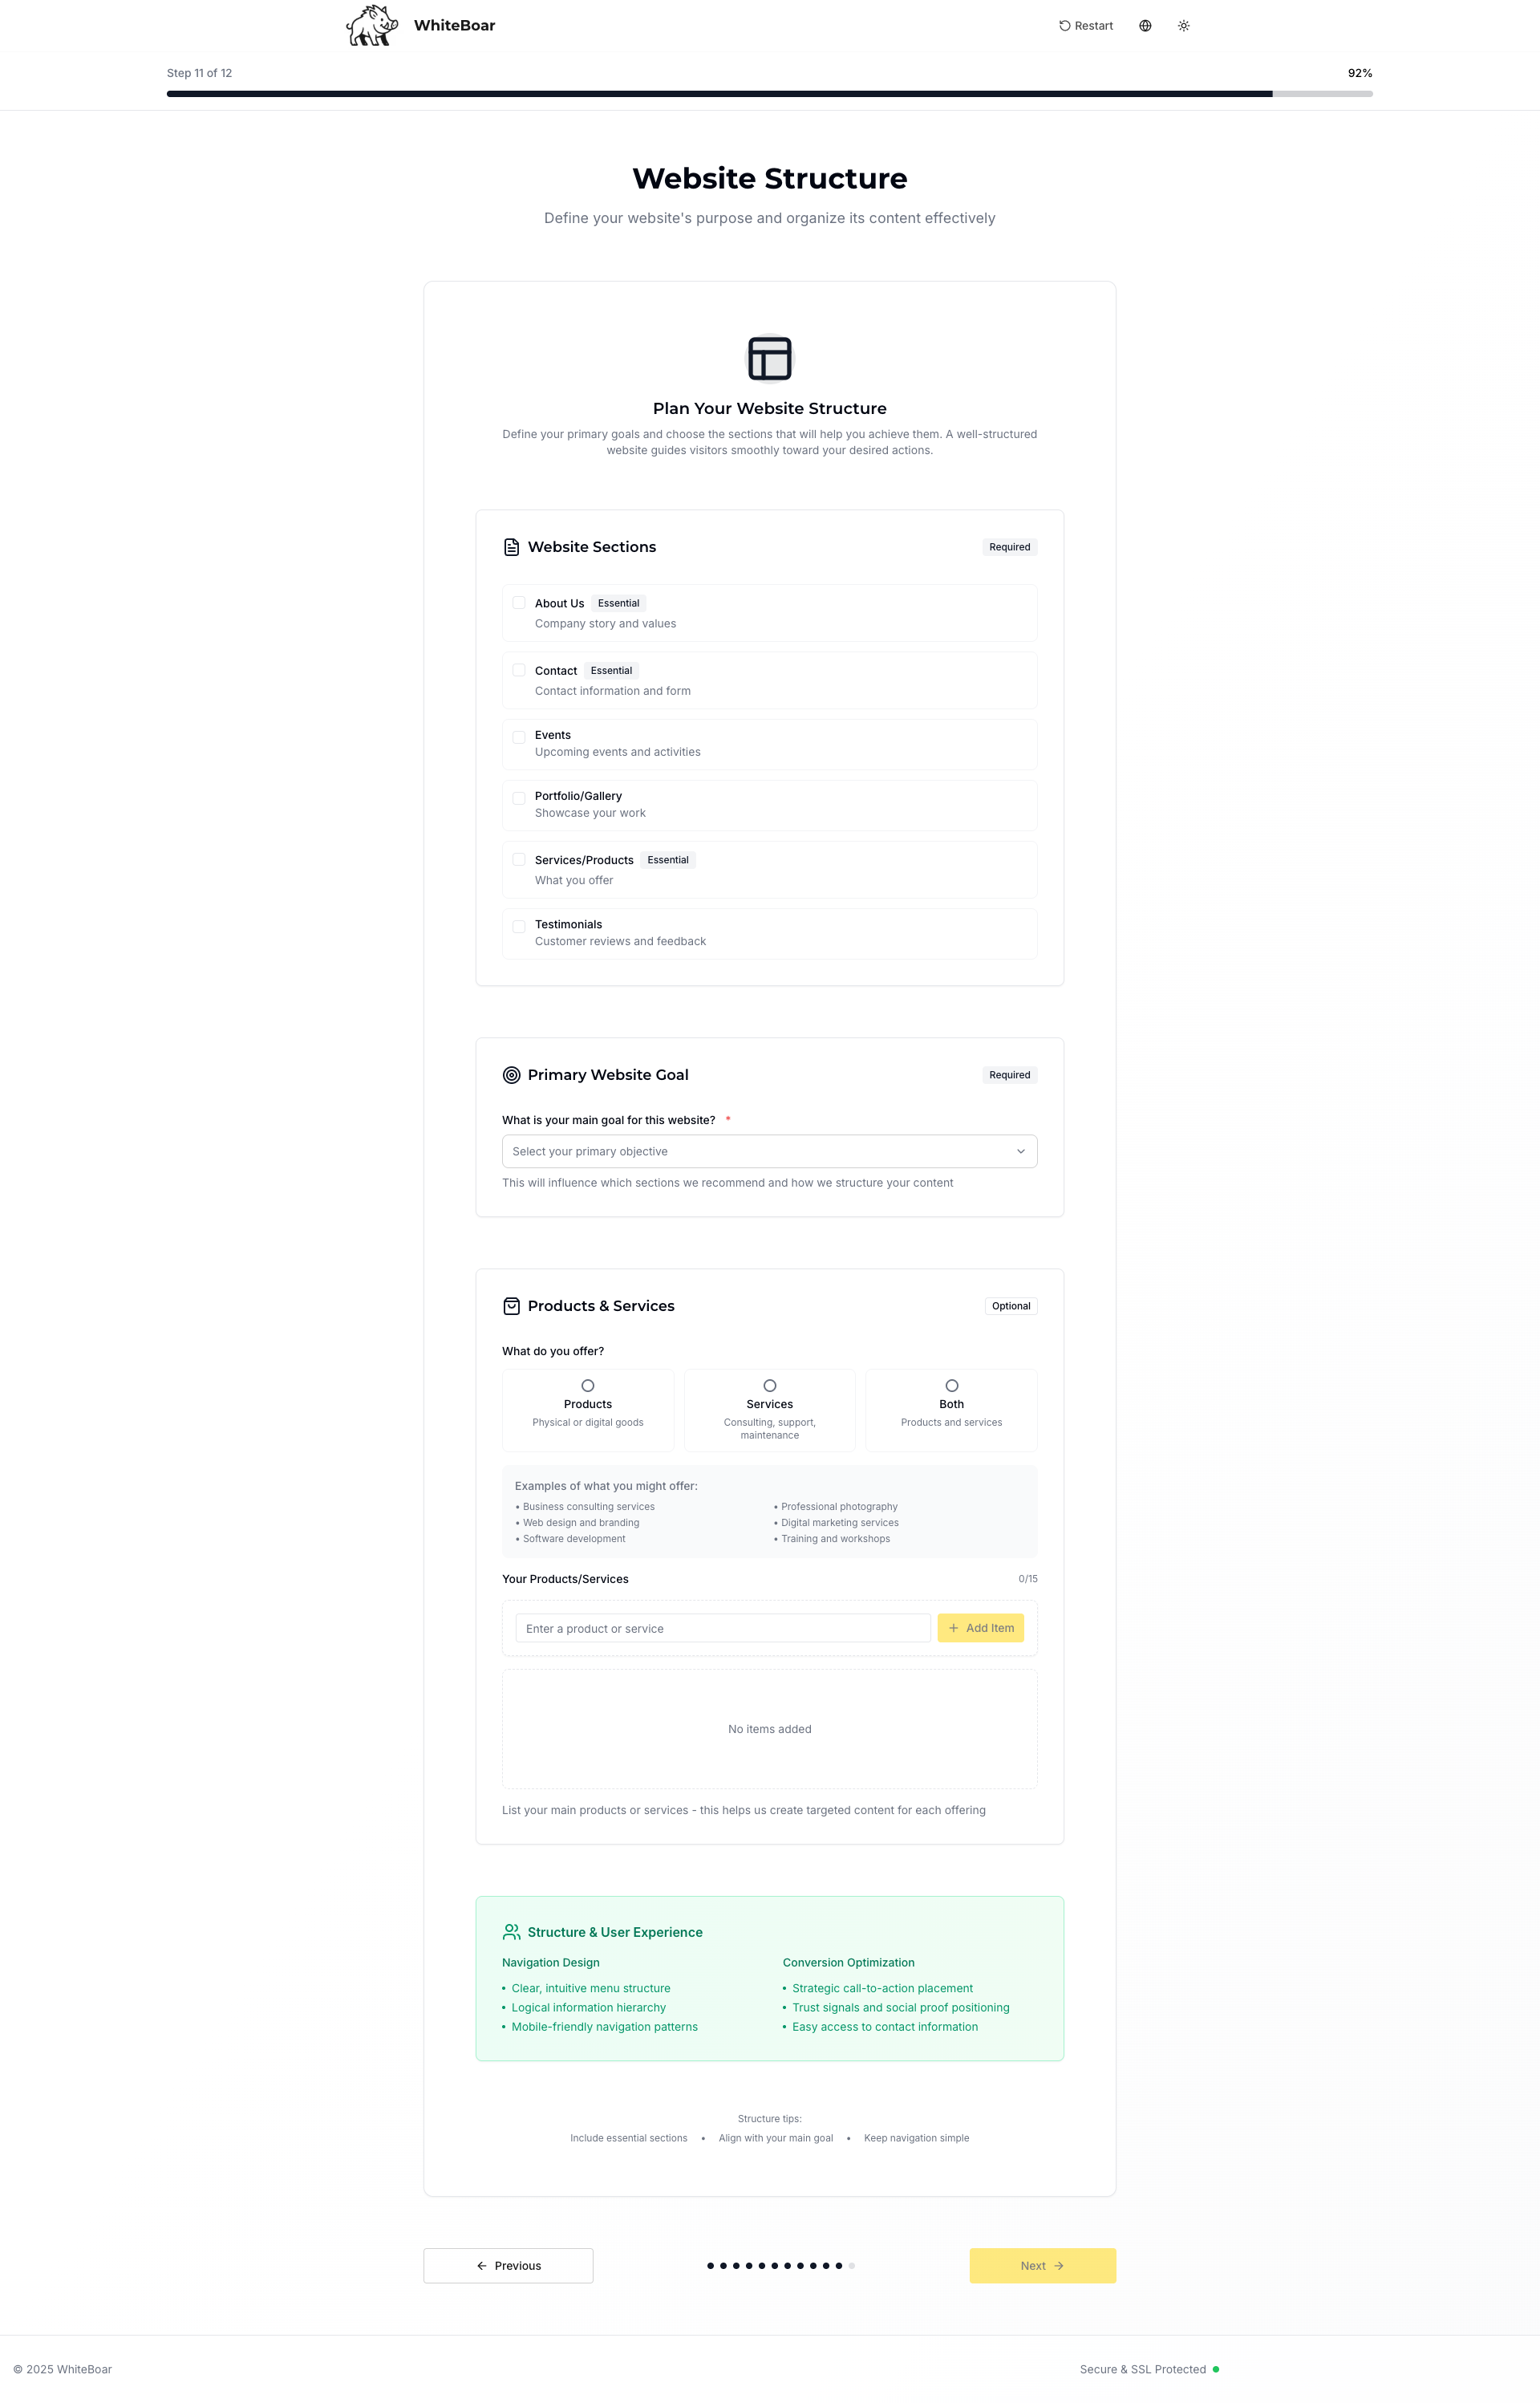 WhiteBoar
Restart
Step 11 of 12
92%
Website Structure
Define your website's purpose and organize its content effectively
Plan Your Website Structure
Define your primary goals and choose the sections that will help you achieve them. A well-structured
website guides visitors smoothly toward your desired actions.
Website Sections
Required
About Us
Essential
Company story and values
Contact
Essential
Contact information and form
Events
Upcoming events and activities
Portfolio/Gallery
Showcase your work
Services/Products
Essential
What you offer
Testimonials
Customer reviews and feedback
Primary Website Goal
Required
What is your main goal for this website? *
Select your primary objective
This will influence which sections we recommend and how we structure your content
Products & Services
Optional
What do you offer?
Products
Physical or digital goods
Services
Consulting, support,
maintenance
Both
Products and services
Examples of what you might offer:
• Business consulting services
• Professional photography
• Web design and branding
• Digital marketing services
• Software development
• Training and workshops
Your Products/Services
0/15
Enter a product or service
Add Item
No items added
List your main products or services - this helps us create targeted content for each offering
Structure & User Experience
Navigation Design
• Clear, intuitive menu structure
• Logical information hierarchy
• Mobile-friendly navigation patterns
Conversion Optimization
• Strategic call-to-action placement
• Trust signals and social proof positioning
• Easy access to contact information
Structure tips:
Include essential sections • Align with your main goal • Keep navigation simple
Previous
Next
© 2025 WhiteBoar
Secure & SSL Protected